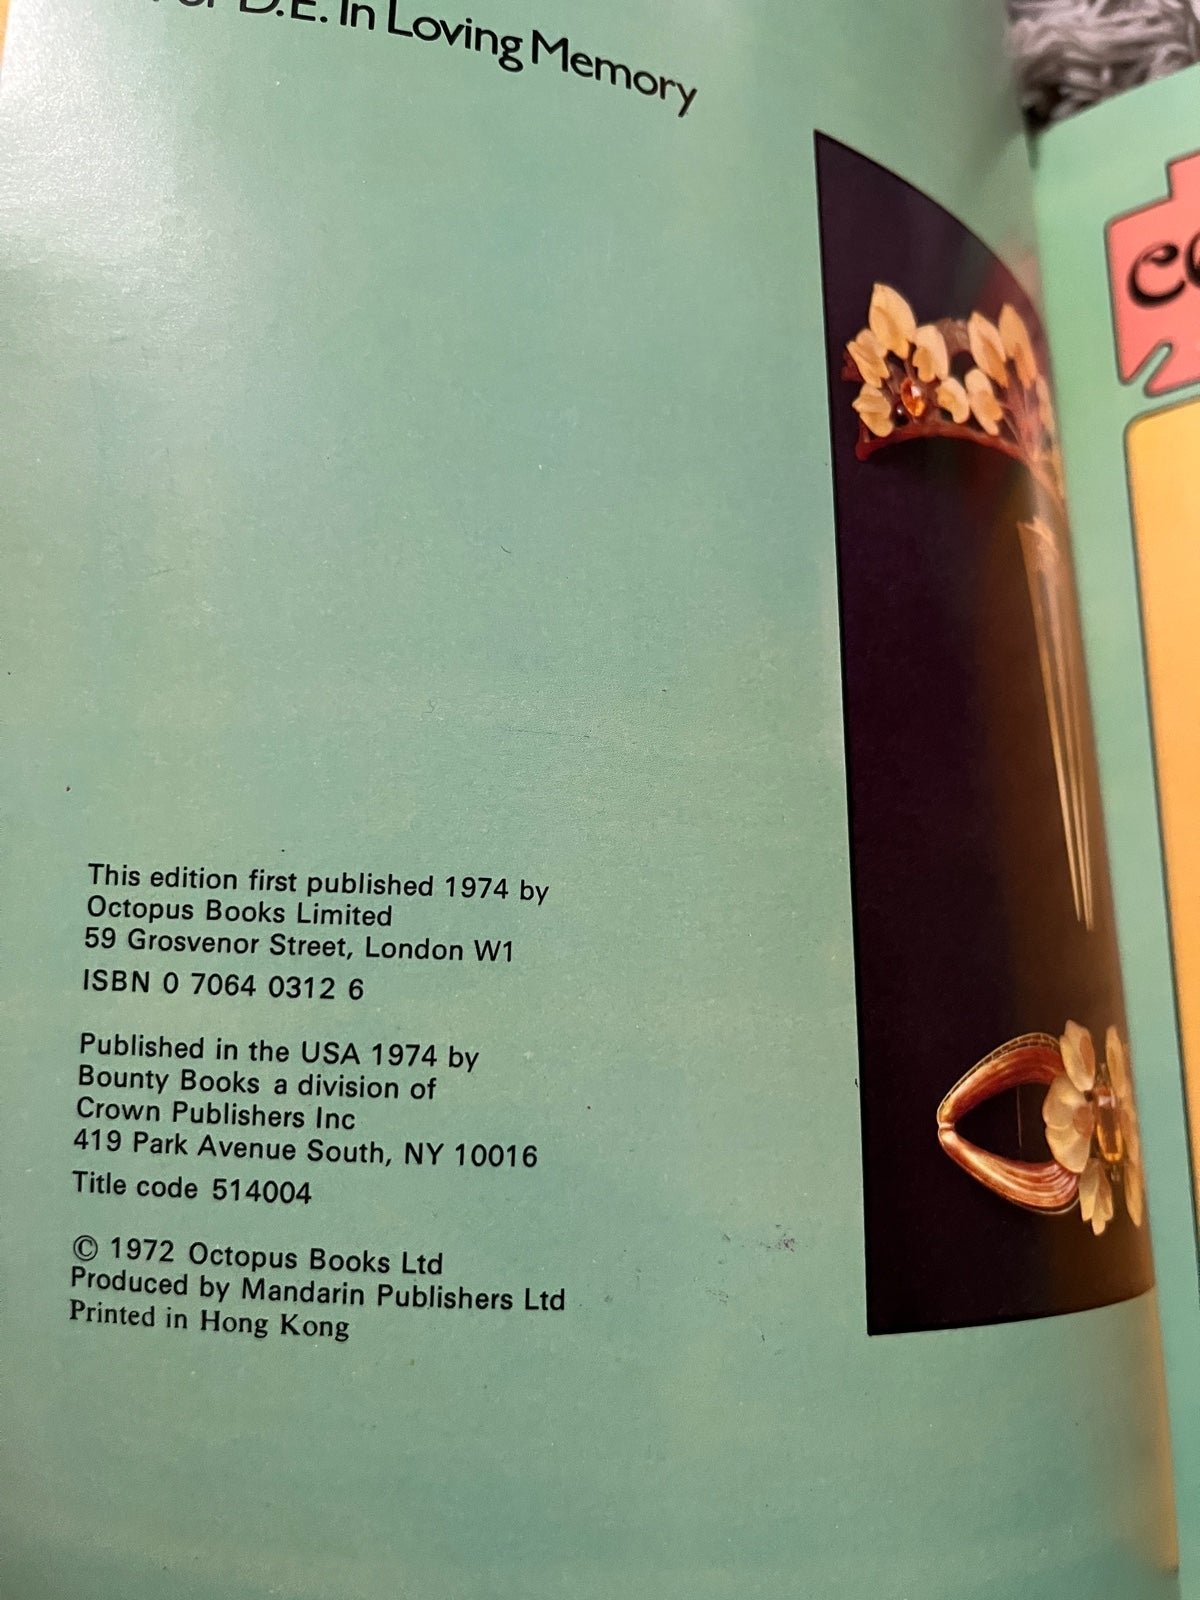 D.E. In Loving Memory
This edition first published 1974 by
Octopus Books Limited
59 Grosvenor Street, London W1
ISBN 0 7064 0312 6
Published in the USA 1974 by
Bounty Books a division of
Crown Publishers Inc
419 Park Avenue South, NY 10016
Title code 514004
© 1972 Octopus Books Ltd
Produced by Mandarin Publishers Ltd
Printed in Hong Kong